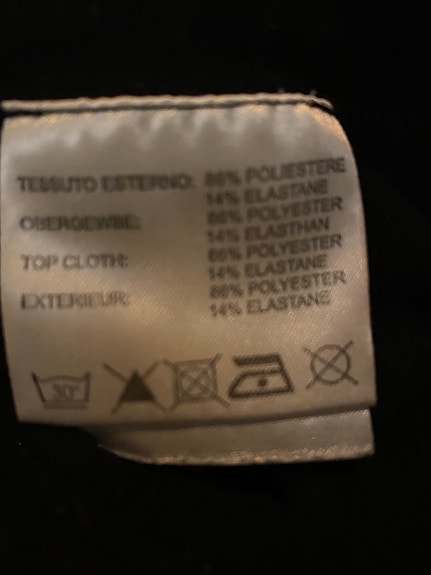 TESSUTO ESTERNO: 86% POLIESTERE
14% ELASTANE
OBERGEWBE: 86% POLYESTER
14% ELASTHAN
TOP CLOTH: 86% POLYESTER
14% ELASTANE
EXTERIEUR: 86% POLYESTER
14% ELASTANE
30°